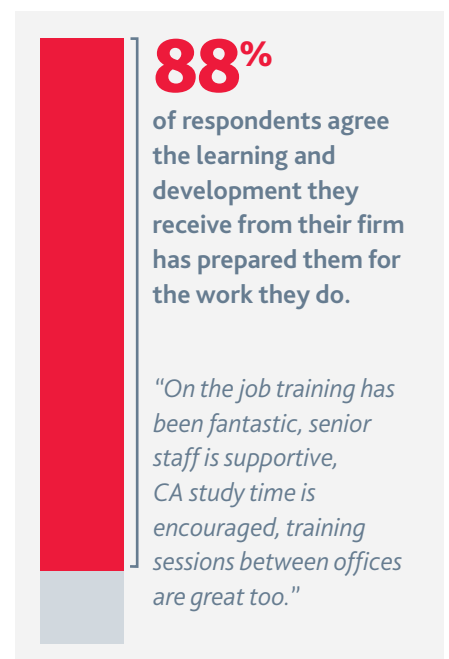 88%
of respondents agree
the learning and
development they
receive from their firm
has prepared them for
the work they do.
“On the job training has
been fantastic, senior
staff is supportive,
CA study time is
encouraged, training
sessions between offices
are great too.”